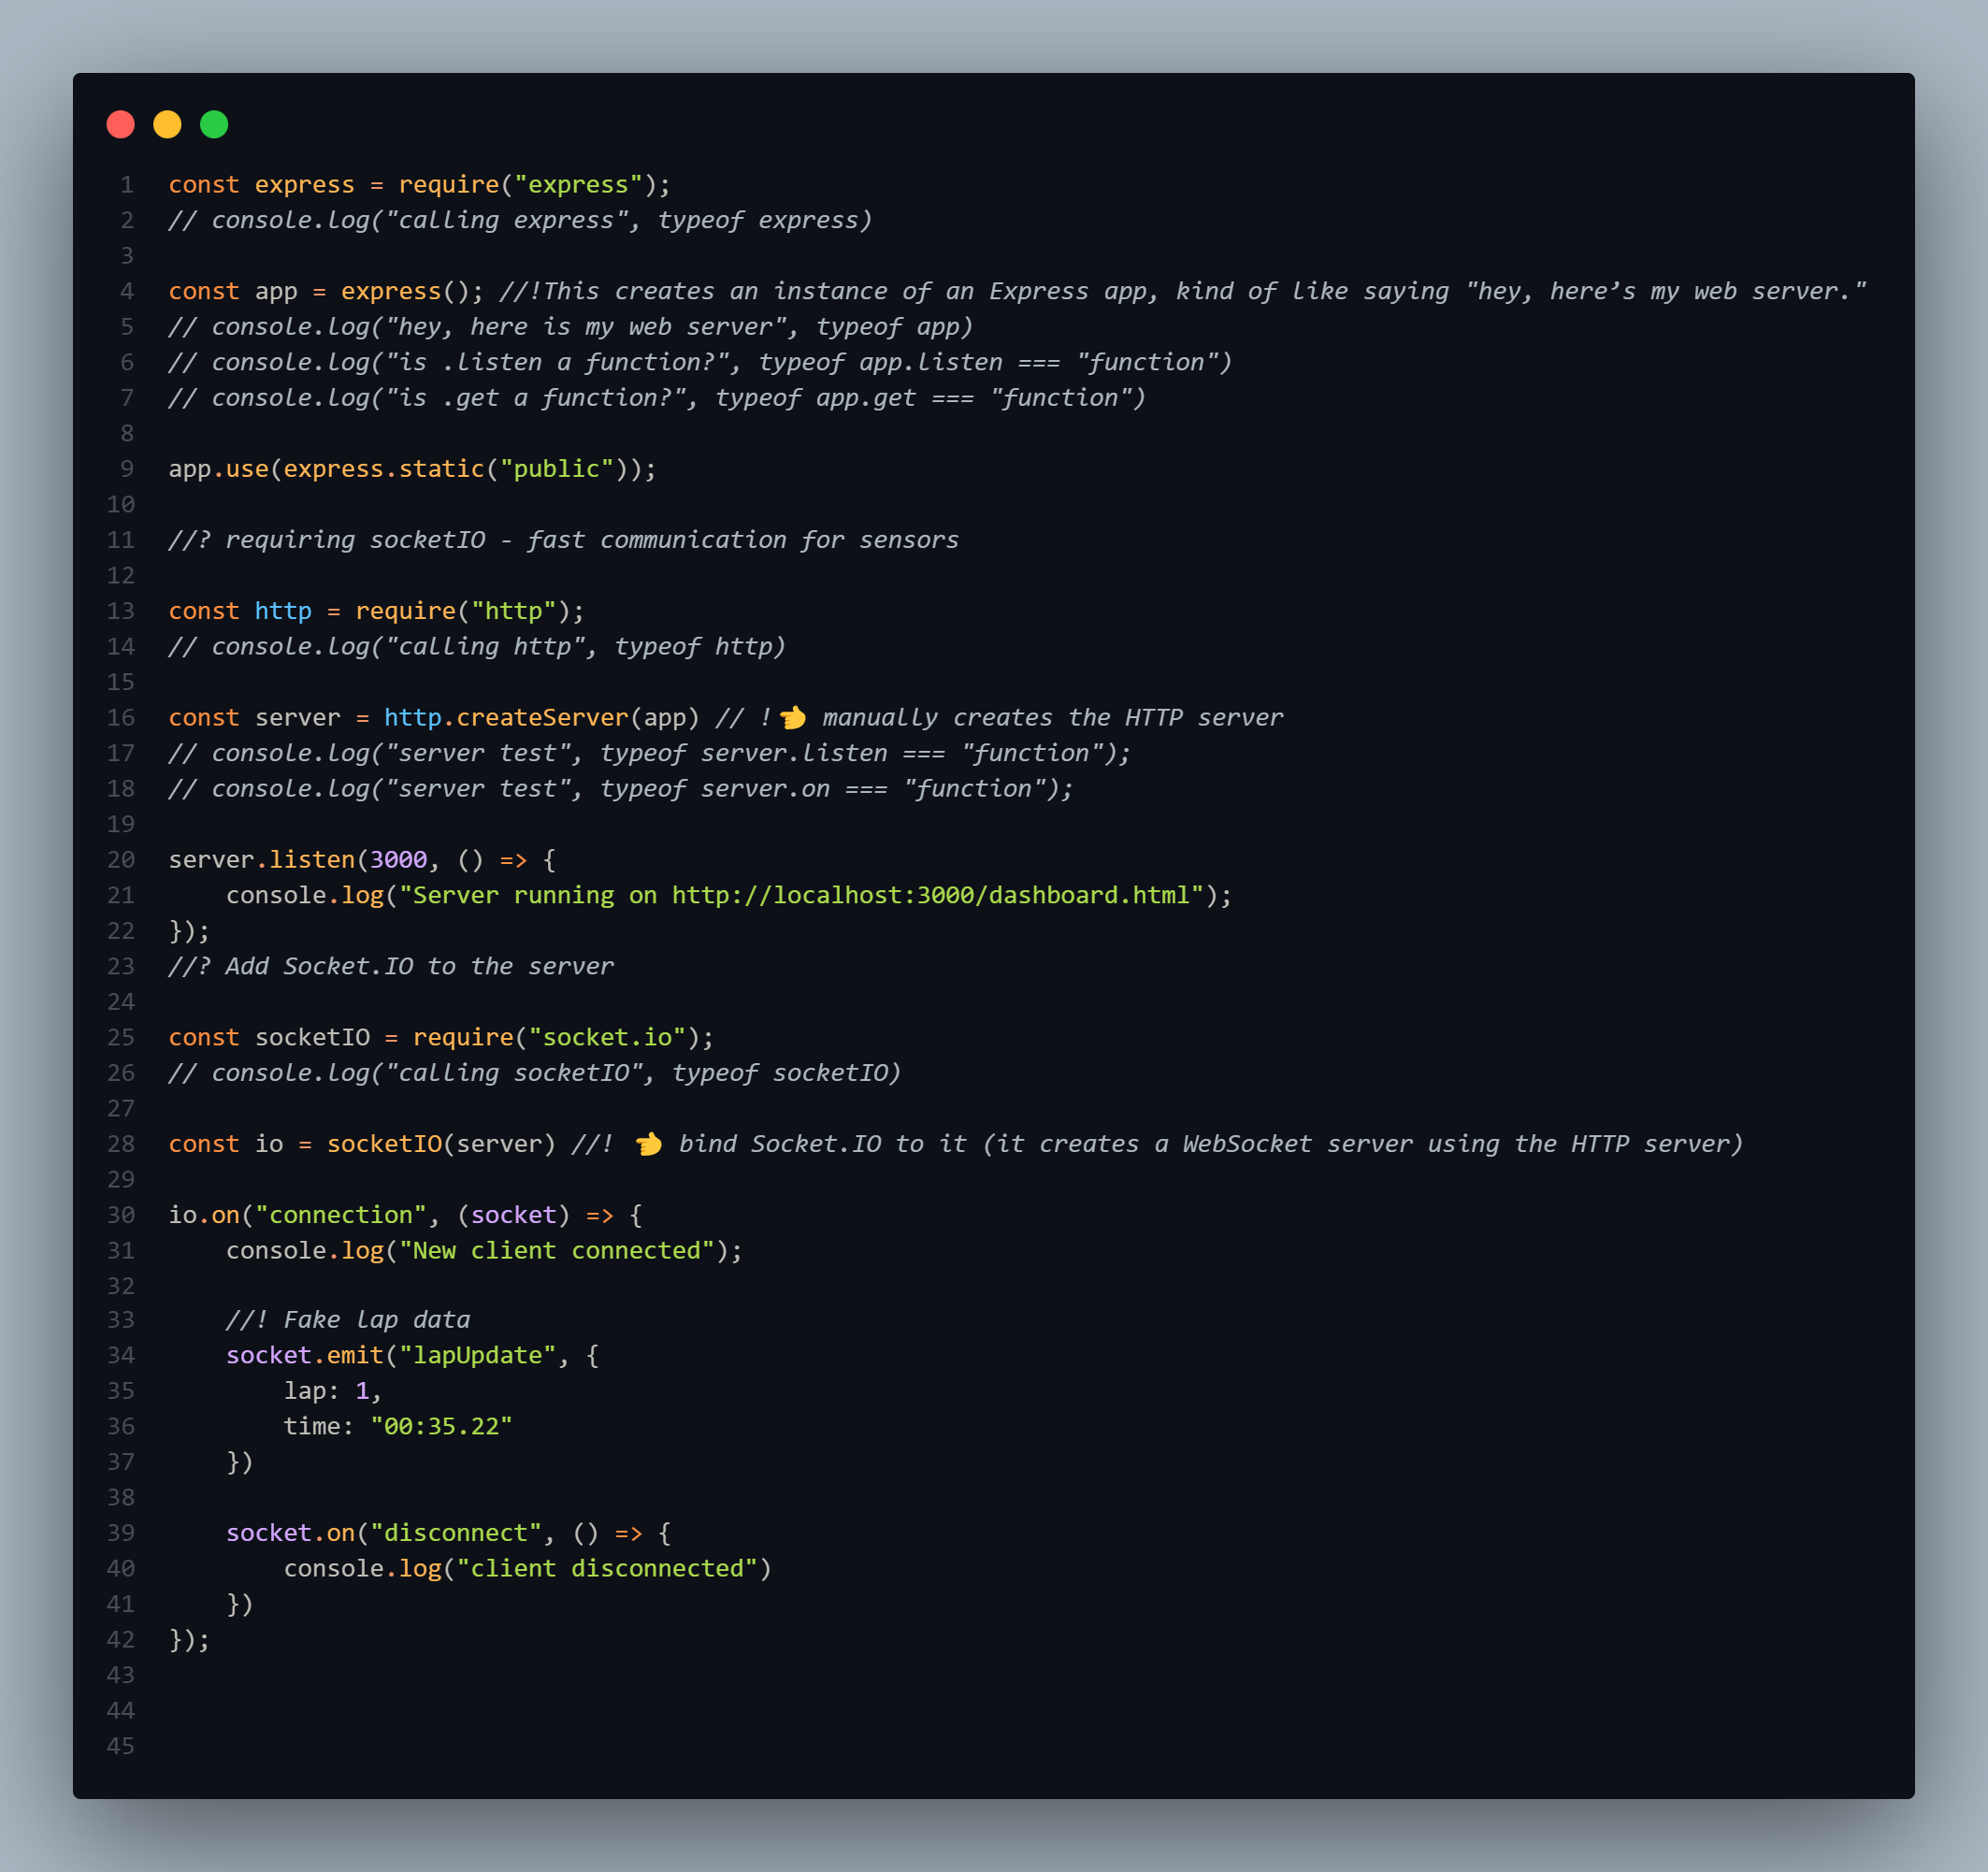 1 const express = require("express");
2 // console.log("calling express", typeof express)
3
4 const app = express(); //!This creates an instance of an Express app, kind of like saying "hey, here’s my web server."
5 // console.log("hey, here is my web server", typeof app)
6 // console.log("is .listen a function?", typeof app.listen === "function")
7 // console.log("is .get a function?", typeof app.get === "function")
8
9 app.use(express.static("public"));
10
11 //? requiring socketIO - fast communication for sensors
12
13 const http = require("http");
14 // console.log("calling http", typeof http)
15
16 const server = http.createServer(app) // !👈 manually creates the HTTP server
17 // console.log("server test", typeof server.listen === "function");
18 // console.log("server test", typeof server.on === "function");
19
20 server.listen(3000, () => {
21     console.log("Server running on http://localhost:3000/dashboard.html");
22 });
23 //? Add Socket.IO to the server
24
25 const socketIO = require("socket.io");
26 // console.log("calling socketIO", typeof socketIO)
27
28 const io = socketIO(server) //! 👈 bind Socket.IO to it (it creates a WebSocket server using the HTTP server)
29
30 io.on("connection", (socket) => {
31     console.log("New client connected");
32
33     //! Fake lap data
34     socket.emit("lapUpdate", {
35         lap: 1,
36         time: "00:35.22"
37     })
38
39     socket.on("disconnect", () => {
40         console.log("client disconnected")
41     })
42 });
43
44
45